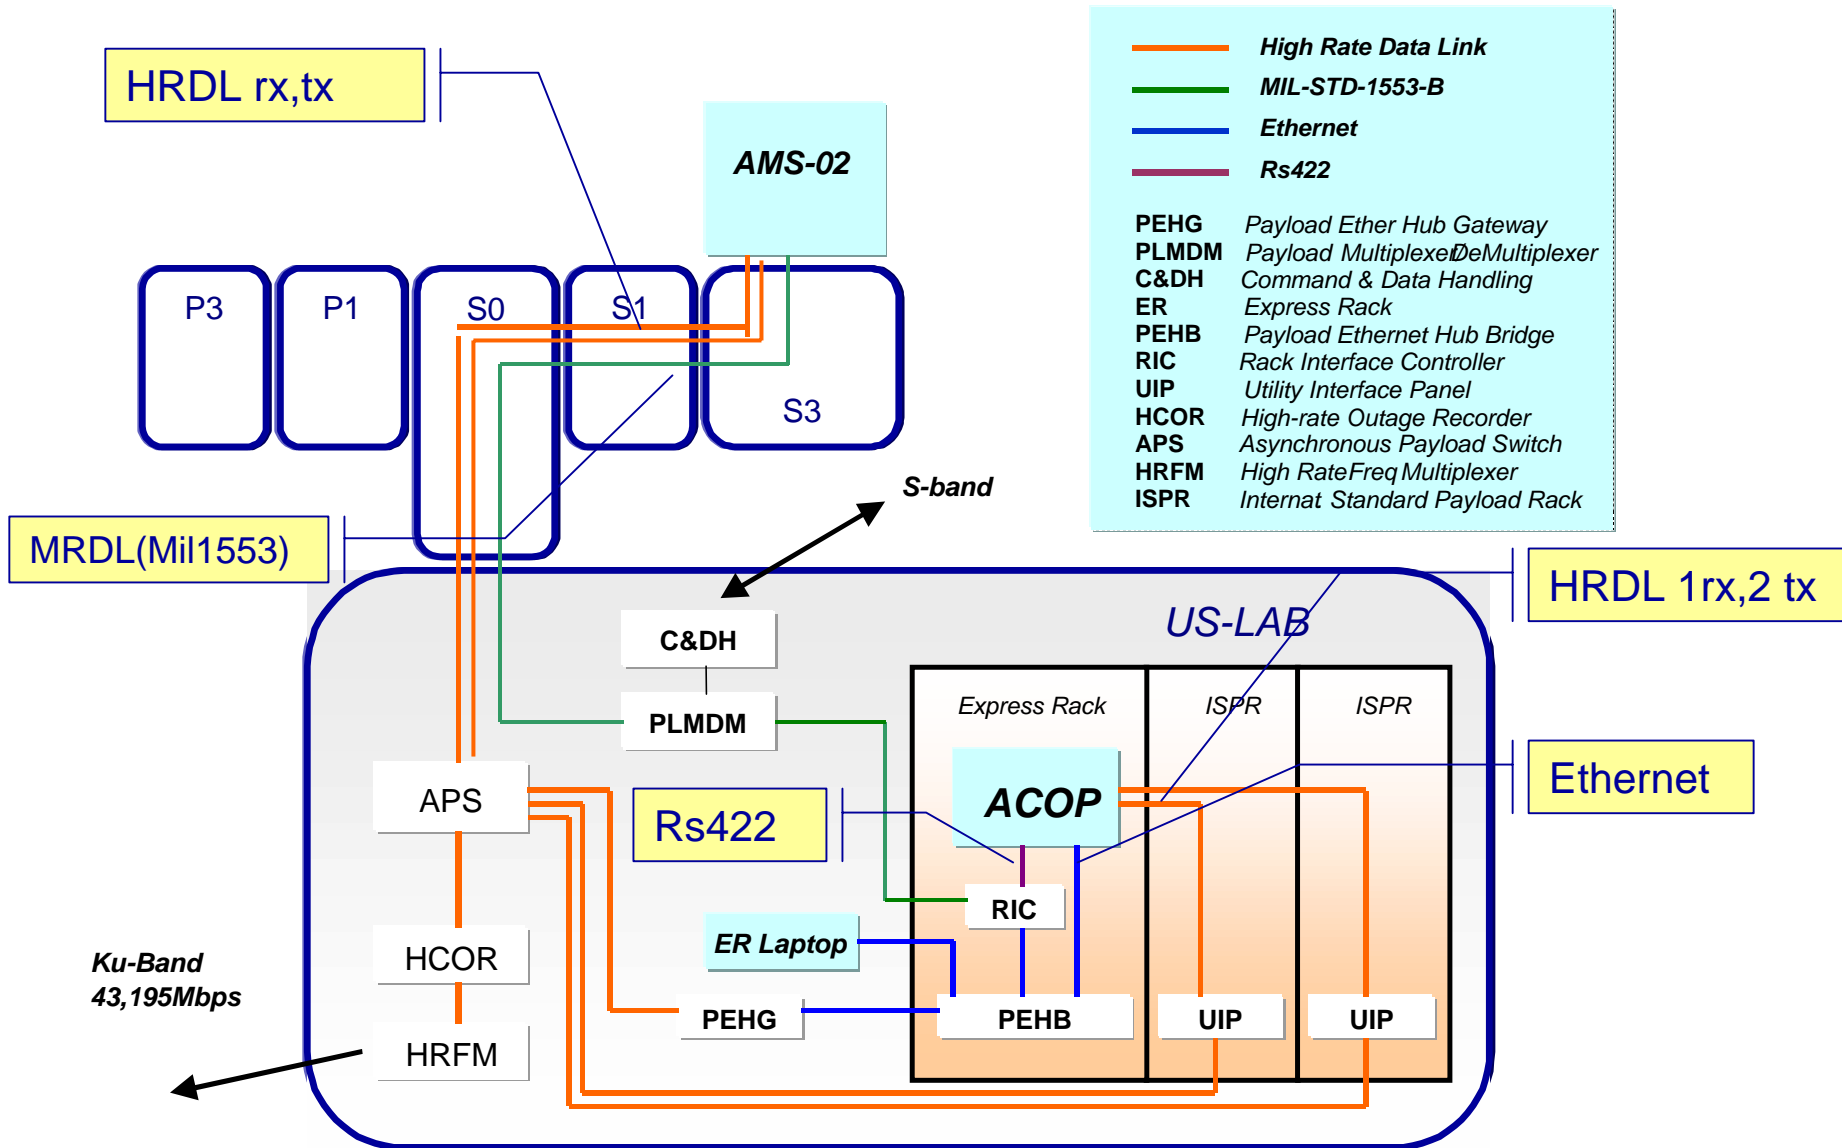 HRDL rx,tx
AMS-02
P3
P1
S0
S1
S3
High Rate Data Link
MIL-STD-1553-B
Ethernet
Rs422
PEHG Payload Ether Hub Gateway
PLMDM Payload Multiplexer/DeMultiplexer
C&DH Command & Data Handling
ER Express Rack
PEHB Payload Ethernet Hub Bridge
RIC Rack Interface Controller
UIP Utility Interface Panel
HCOR High-rate Outage Recorder
APS Asynchronous Payload Switch
HRFM High Rate Freq Multiplexer
ISPR Internat Standard Payload Rack
S-band
MRDL(Mil1553)
HRDL 1rx,2 tx
US-LAB
C&DH
PLMDM
Express Rack
ISPR
ISPR
APS
ACOP
Rs422
Ethernet
RIC
ER Laptop
HCOR
Ku-Band
43,195Mbps
PEHG
PEHB
UIP
UIP
HRFM